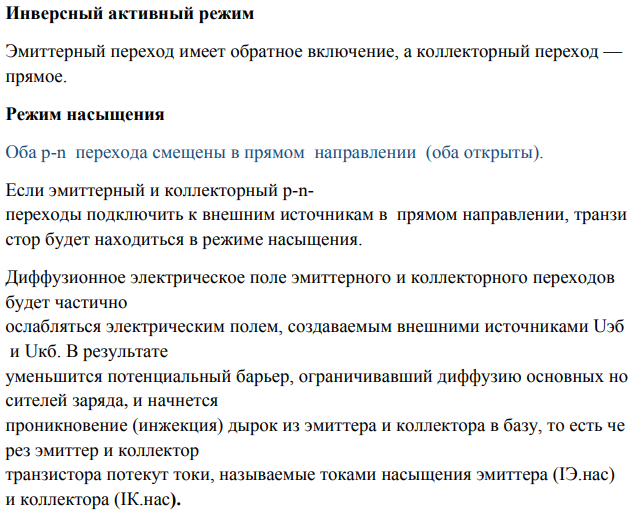 Инверсный активный режим
Эмиттерный переход имеет обратное включение, а коллекторный переход —
прямое.
Режим насыщения
Оба p-n перехода смещены в прямом направлении (оба открыты).
Если эмиттерный и коллекторный p-n-
переходы подключить к внешним источникам в прямом направлении, транзи
стор будет находиться в режиме насыщения.
Диффузионное электрическое поле эмиттерного и коллекторного переходов
будет частично
ослабляться электрическим полем, создаваемым внешними источниками Uэб
и Uкб. В результате
уменьшится потенциальный барьер, ограничивавший диффузию основных но
сителей заряда, и начнется
проникновение (инжекция) дырок из эмиттера и коллектора в базу, то есть че
рез эмиттер и коллектор
транзистора потекут токи, называемые токами насыщения эмиттера (IЭ.нас)
и коллектора (IК.нас).